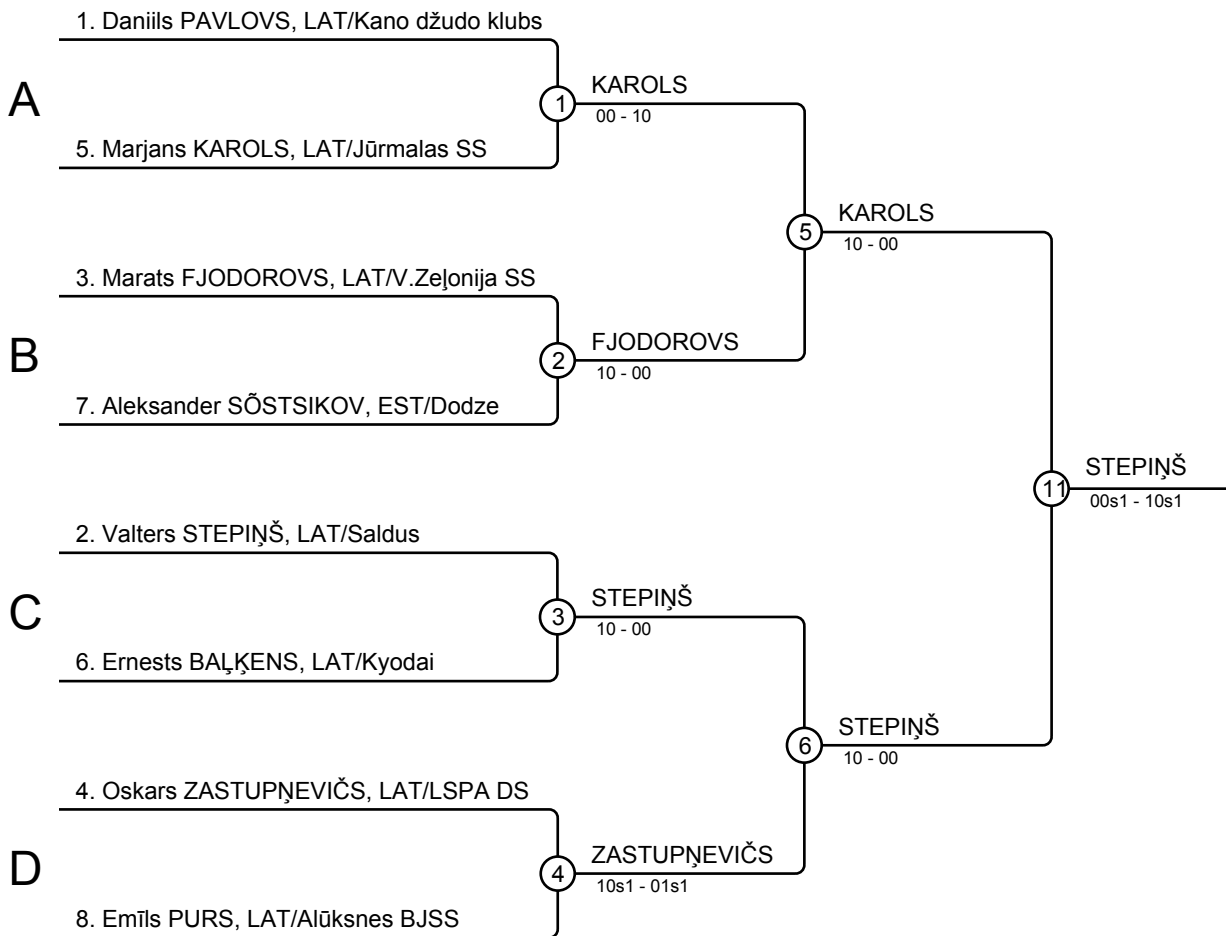 1. Daniils PAVLOVS, LAT/Kano džudo klubs
A
1
KAROLS
00 - 10
5. Marjans KAROLS, LAT/Jūrmalas SS
5
KAROLS
10 - 00
3. Marats FJODOROVS, LAT/V.Zeļonija SS
B
2
FJODOROVS
10 - 00
7. Aleksander SÕSTSIKOV, EST/Dodze
11
STEPIŅŠ
00s1 - 10s1
2. Valters STEPIŅŠ, LAT/Saldus
C
3
STEPIŅŠ
10 - 00
6. Ernests BAĻĶENS, LAT/Kyodai
6
STEPIŅŠ
10 - 00
4. Oskars ZASTUPŅEVIČS, LAT/LSPA DS
D
4
ZASTUPŅEVIČS
10s1 - 01s1
8. Emīls PURS, LAT/Alūksnes BJSS